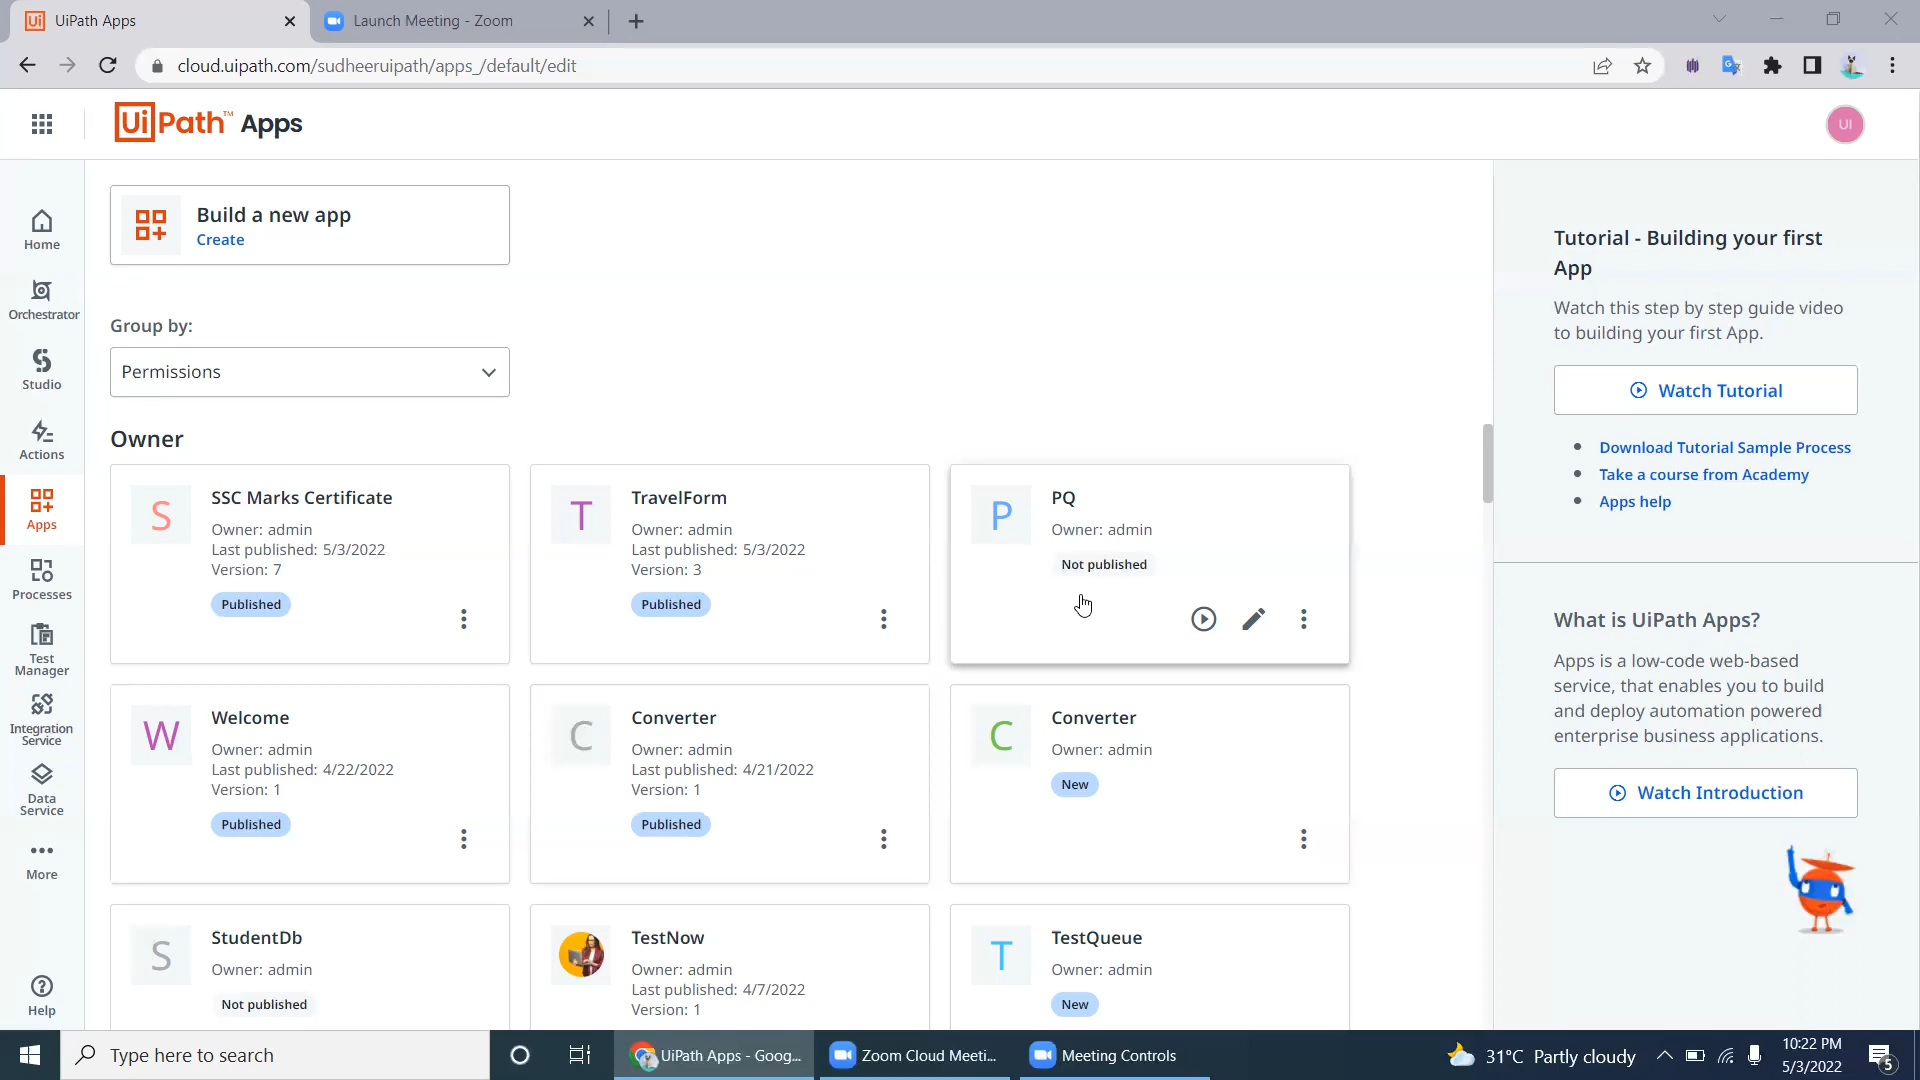 UiPath Apps
Launch Meeting - Zoom
cloud.uipath.com/sudheeruipath/apps_/default/edit
UiPath™ Apps
UI
Home
Orchestrator
Studio
Actions
Apps
Processes
Test
Manager
Integration
Service
Data
Service
More
Help
Build a new app
Create
Group by:
Permissions
Owner
S
SSC Marks Certificate
Owner: admin
Last published: 5/3/2022
Version: 7
Published
T
TravelForm
Owner: admin
Last published: 5/3/2022
Version: 3
Published
P
PQ
Owner: admin
Not published
W
Welcome
Owner: admin
Last published: 4/22/2022
Version: 1
Published
C
Converter
Owner: admin
Last published: 4/21/2022
Version: 1
Published
C
Converter
Owner: admin
New
S
StudentDb
Owner: admin
Not published
TestNow
Owner: admin
Last published: 4/7/2022
Version: 1
T
TestQueue
Owner: admin
New
Tutorial - Building your first
App
Watch this step by step guide video
to building your first App.
Watch Tutorial
Download Tutorial Sample Process
Take a course from Academy
Apps help
What is UiPath Apps?
Apps is a low-code web-based
service, that enables you to build
and deploy automation powered
enterprise business applications.
Watch Introduction
Type here to search
UiPath Apps - Goog...
Zoom Cloud Meeti...
Meeting Controls
31°C Partly cloudy
10:22 PM
5/3/2022
5